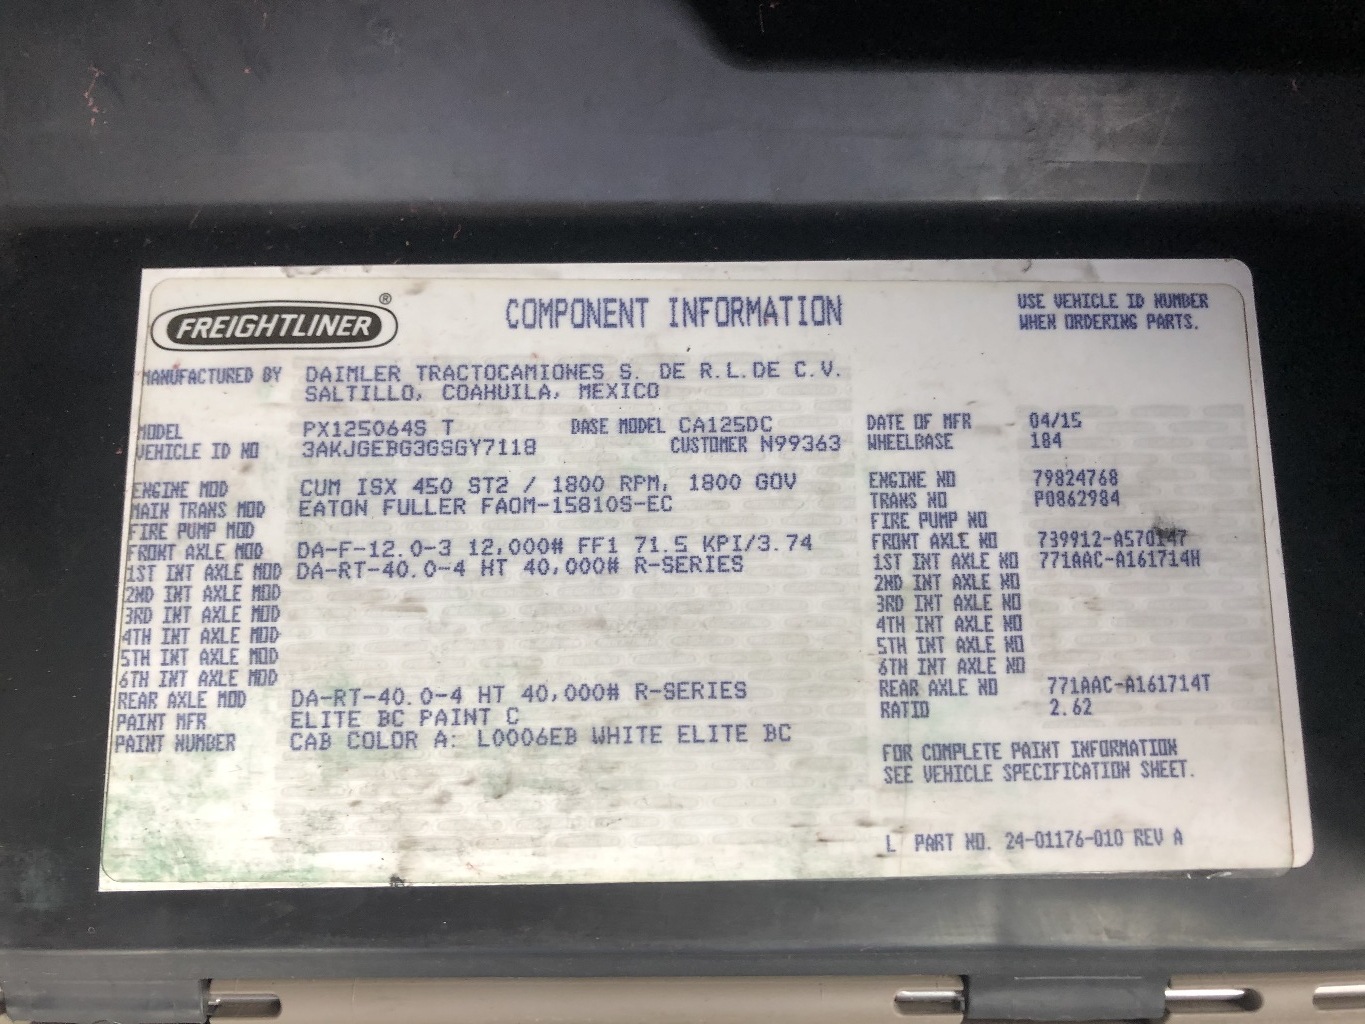 FREIGHTLINER ®
COMPONENT INFORMATION
USE VEHICLE ID NUMBER
WHEN ORDERING PARTS.
MANUFACTURED BY DAIMLER TRACTOCAMIONES S. DE R.L.DE C.V.
SALTILLO, COAHUILA, MEXICO
MODEL PX125064S T BASE MODEL CA125DC
VEHICLE ID NO 3AKJGEBG3GSGY7118 CUSTOMER N99363
DATE OF MFR 04/15
WHEELBASE 184
ENGINE MOD CUM ISX 450 ST2 / 1800 RPM, 1800 GOV
MAIN TRANS MOD EATON FULLER FAOM-15810S-EC
FIRE PUMP MOD
FRONT AXLE MOD DA-F-12.0-3 12,000# FF1 71.5 KPI/3.74
1ST INT AXLE MOD DA-RT-40.0-4 HT 40,000# R-SERIES
2ND INT AXLE MOD
3RD INT AXLE MOD
4TH INT AXLE MOD
5TH INT AXLE MOD
6TH INT AXLE MOD
REAR AXLE MOD DA-RT-40.0-4 HT 40,000# R-SERIES
PAINT MFR ELITE BC PAINT C
PAINT NUMBER CAB COLOR A: L0006EB WHITE ELITE BC
ENGINE NO 79824768
TRANS NO P0862984
FIRE PUMP NO
FRONT AXLE NO 739912-A570147
1ST INT AXLE NO 771AAC-A161714H
2ND INT AXLE NO
3RD INT AXLE NO
4TH INT AXLE NO
5TH INT AXLE NO
6TH INT AXLE NO
REAR AXLE NO 771AAC-A161714T
RATIO 2.62
FOR COMPLETE PAINT INFORMATION
SEE VEHICLE SPECIFICATION SHEET.
L PART NO. 24-01176-010 REV A